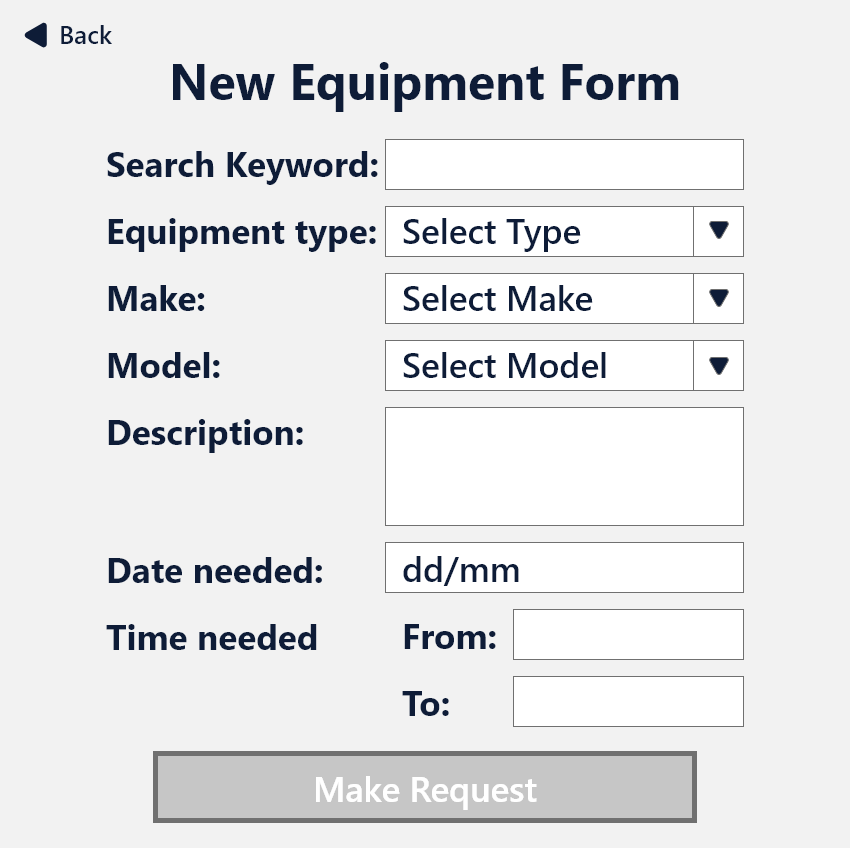 Back
New Equipment Form
Search Keyword:
Equipment type: Select Type
Make: Select Make
Model: Select Model
Description:
Date needed: dd/mm
Time needed From:
To:
Make Request